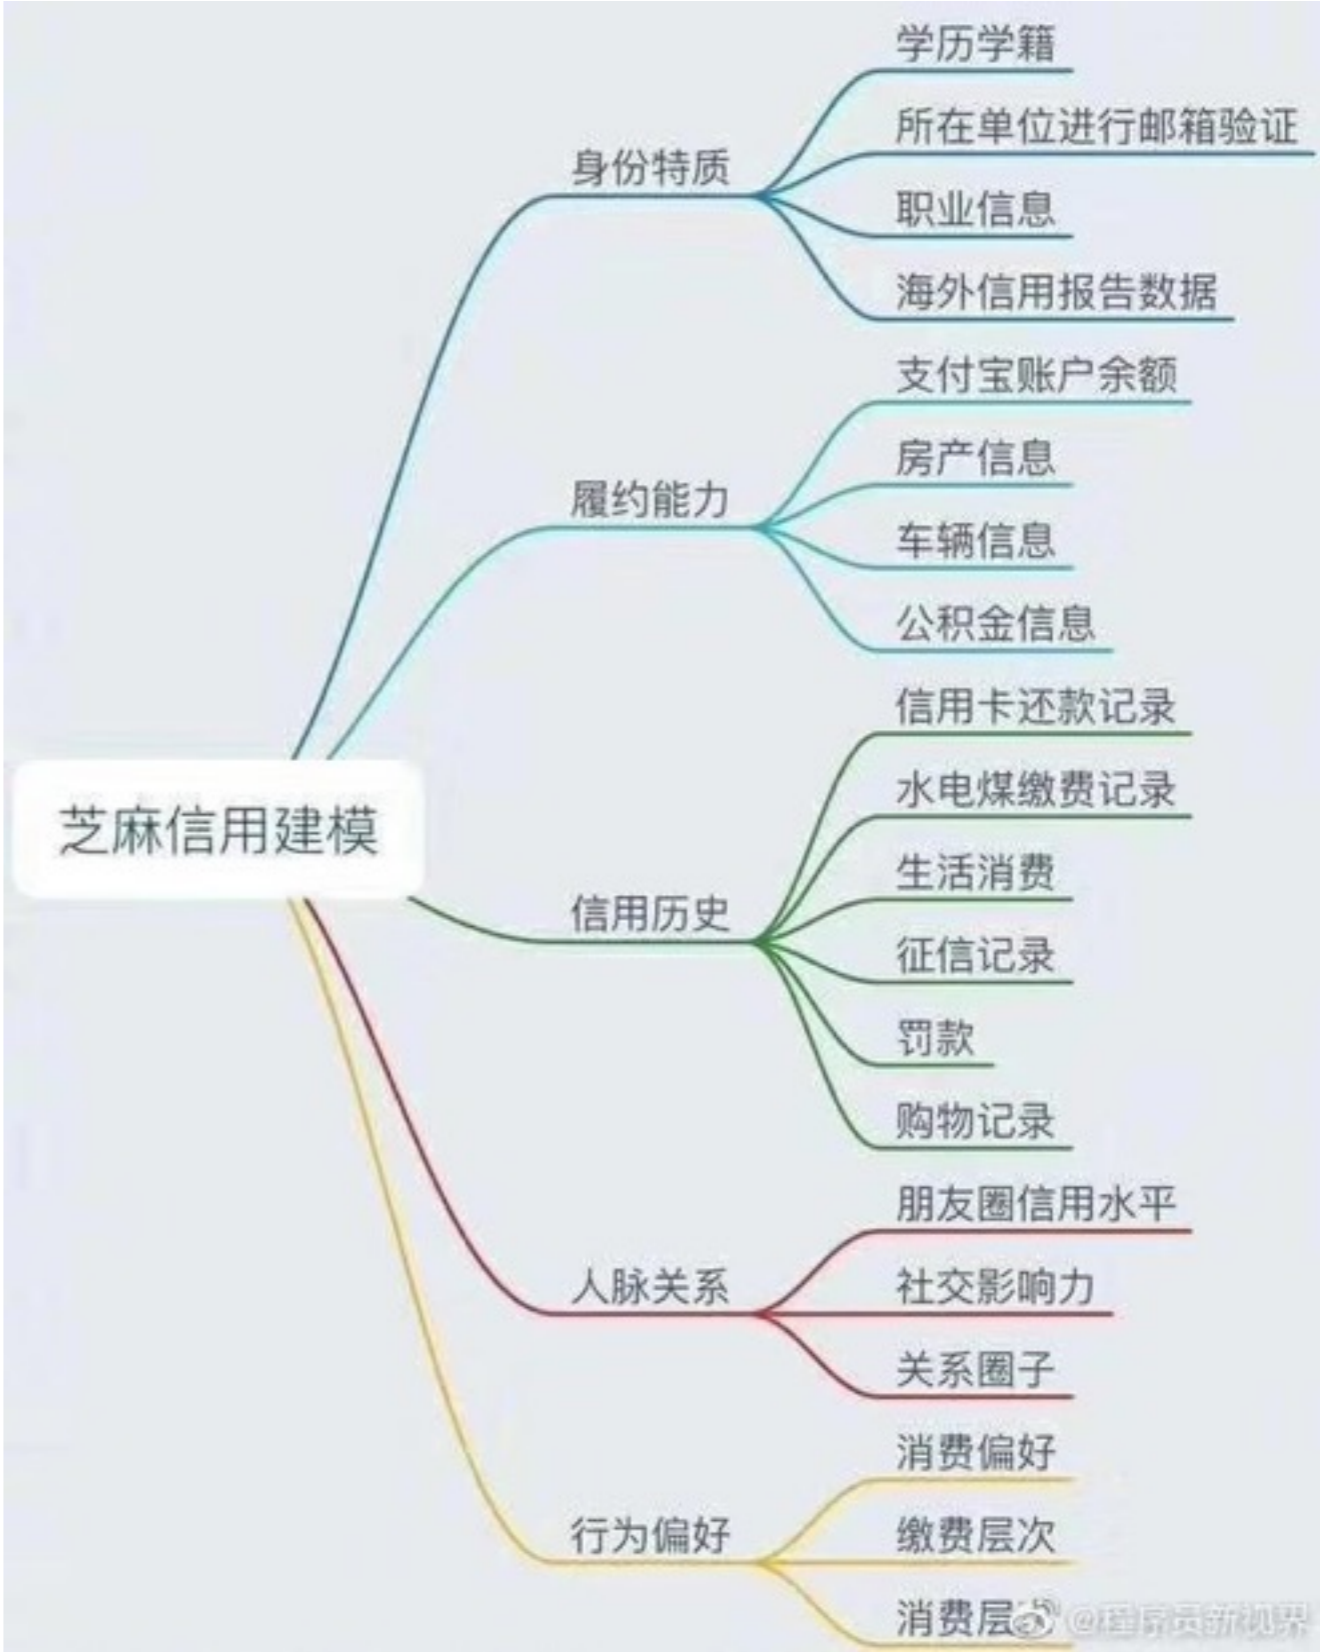 学历学籍
所在单位进行邮箱验证
身份特质
职业信息
海外信用报告数据
支付宝账户余额
房产信息
履约能力
车辆信息
公积金信息
信用卡还款记录
水电煤缴费记录
芝麻信用建模
生活消费
信用历史
征信记录
罚款
购物记录
朋友圈信用水平
人脉关系
社交影响力
关系圈子
消费偏好
行为偏好
缴费层次
消费层
@程序员新视界